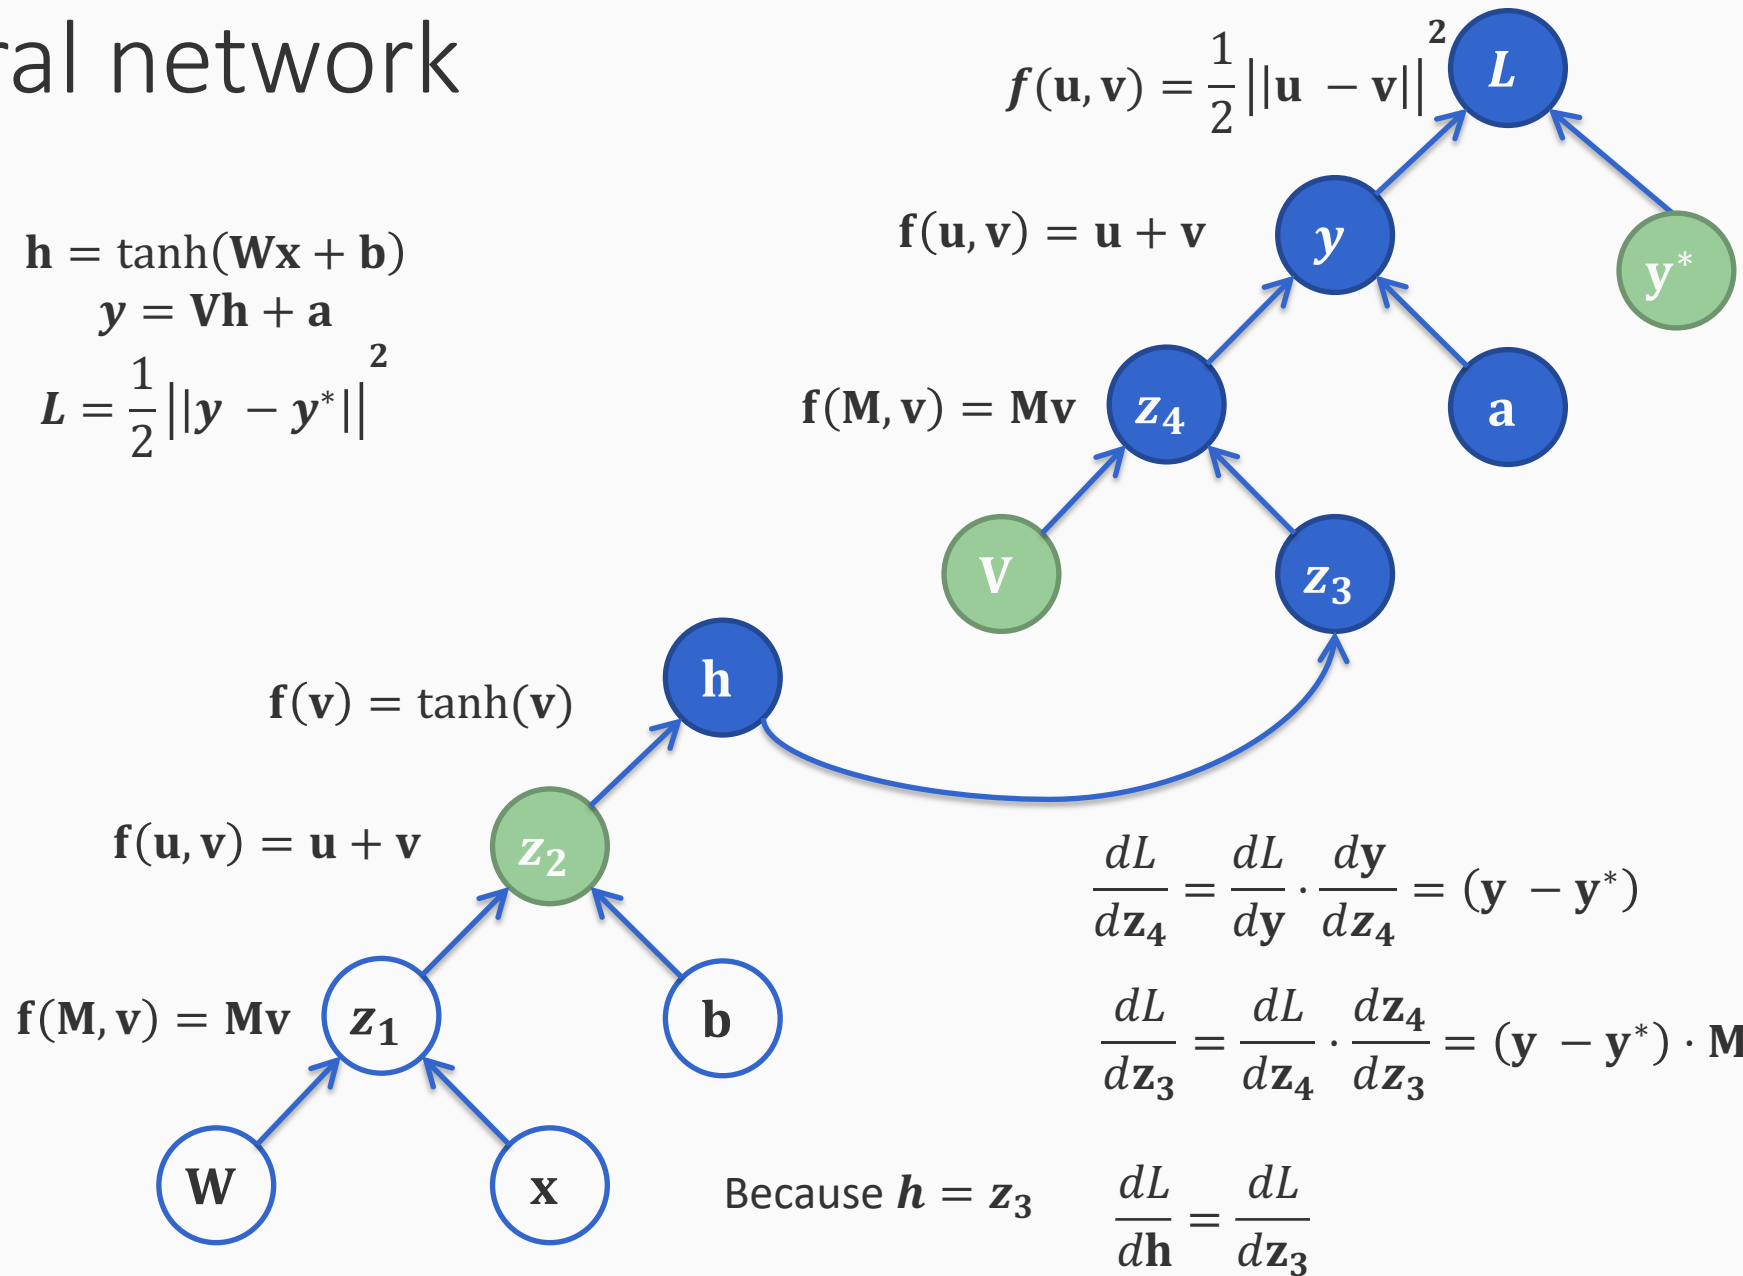 ral network
f(u, v) = 1/2 ||u − v||²
L
f(u, v) = u + v
y
y*
h = tanh(Wx + b)
y = Vh + a
L = 1/2 ||y − y*||²
f(M, v) = Mv
z₄
a
V
z₃
f(v) = tanh(v)
h
f(u, v) = u + v
z₂
dL/dz₄ = dL/dy · dy/dz₄ = (y − y*)
f(M, v) = Mv
z₁
b
dL/dz₃ = dL/dz₄ · dz₄/dz₃ = (y − y*) · M
W
x
Because h = z₃
dL/dh = dL/dz₃